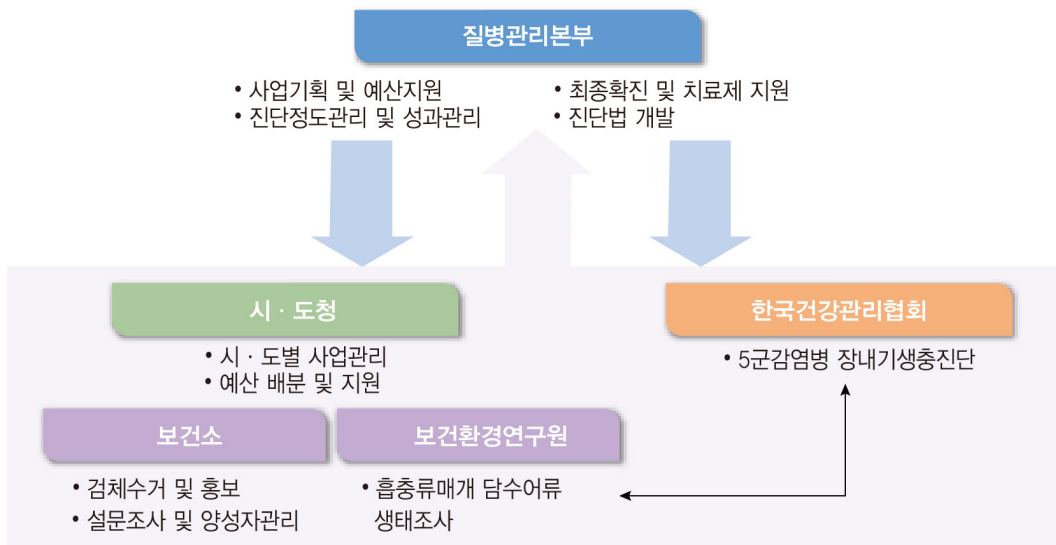 질병관리본부
• 사업기획 및 예산지원
• 진단정도관리 및 성과관리
• 최종확진 및 치료제 지원
• 진단법 개발
시 · 도청
• 시 · 도별 사업관리
• 예산 배분 및 지원
한국건강관리협회
• 5군감염병 장내기생충진단
보건소
• 검체수거 및 홍보
• 설문조사 및 양성자관리
보건환경연구원
• 흡충류매개 담수어류
생태조사